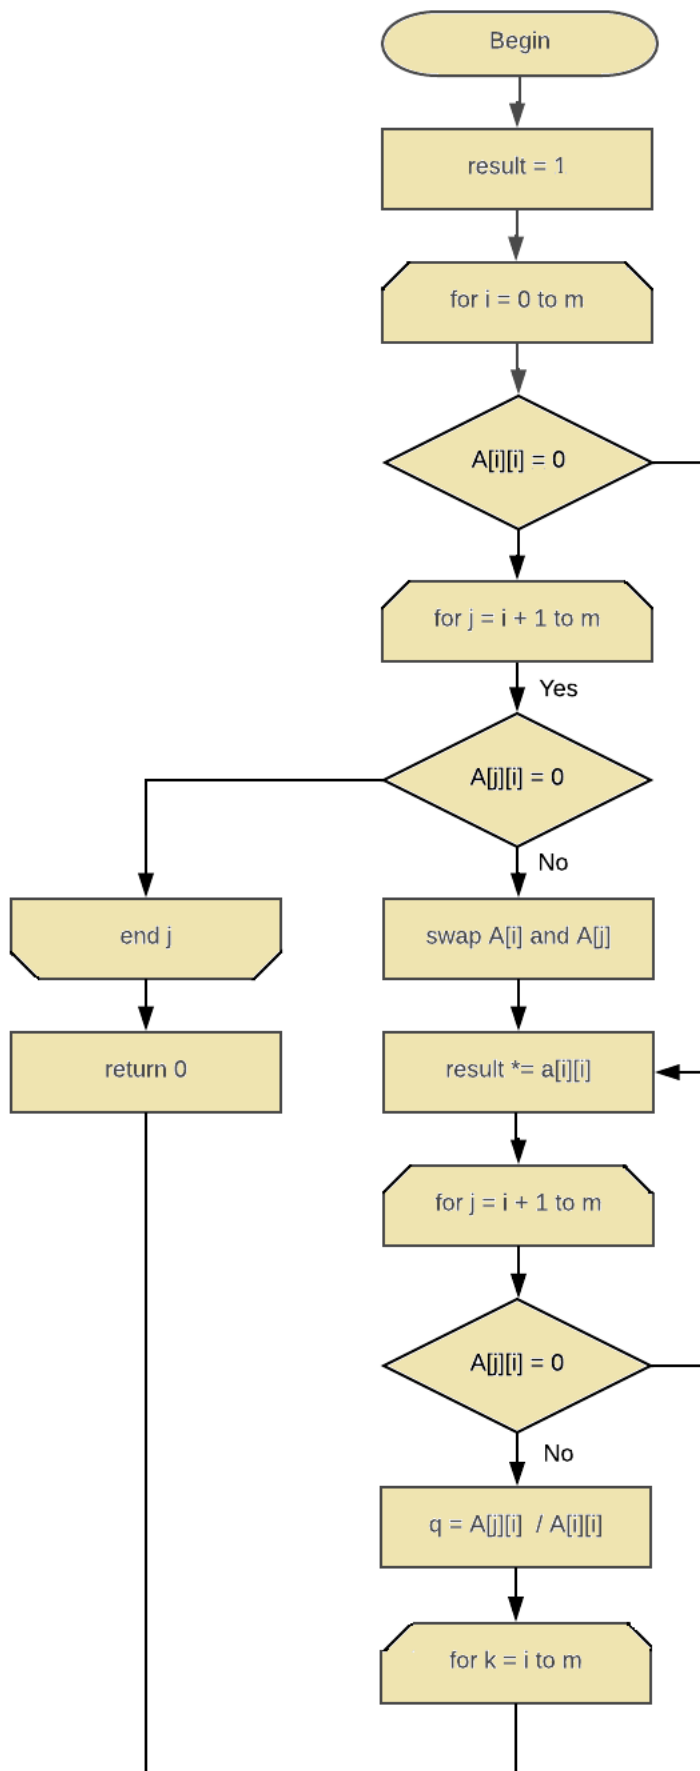 Begin
result = 1
for i = 0 to m
A[i][i] = 0
for j = i + 1 to m
Yes
A[j][i] = 0
No
end j
swap A[i] and A[j]
return 0
result *= a[i][i]
for j = i + 1 to m
A[j][i] = 0
No
q = A[j][i] / A[i][i]
for k = i to m